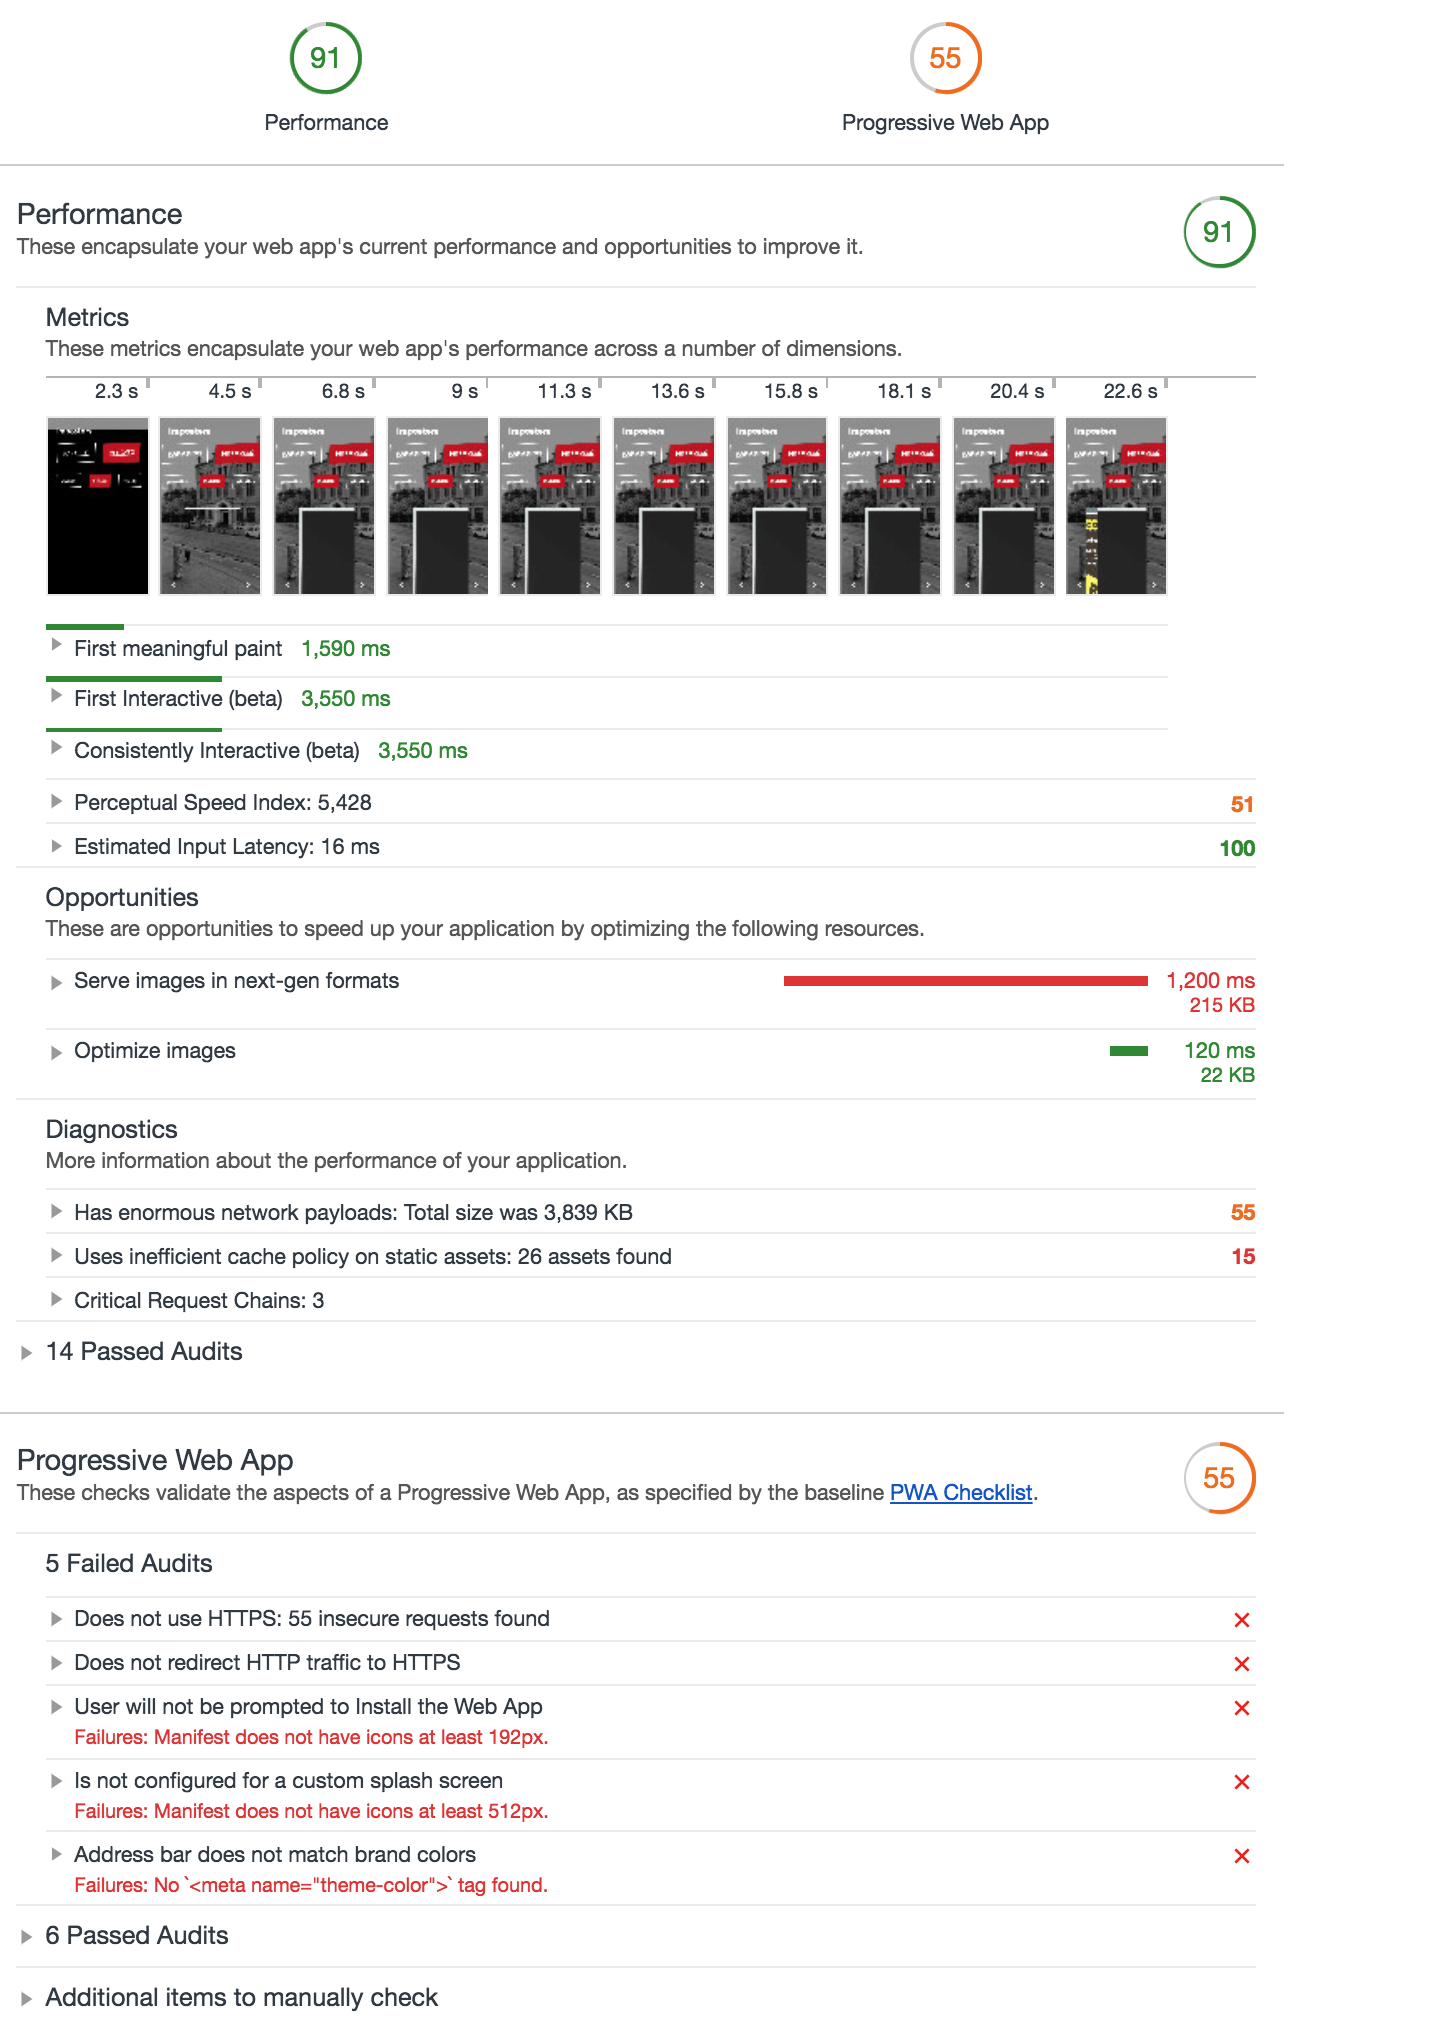 91
55
Performance
Progressive Web App
Performance
These encapsulate your web app's current performance and opportunities to improve it.
91
Metrics
These metrics encapsulate your web app's performance across a number of dimensions.
2.3 s 4.5 s 6.8 s 9 s 11.3 s 13.6 s 15.8 s 18.1 s 20.4 s 22.6 s
First meaningful paint 1,590 ms
First Interactive (beta) 3,550 ms
Consistently Interactive (beta) 3,550 ms
Perceptual Speed Index: 5,428 51
Estimated Input Latency: 16 ms 100
Opportunities
These are opportunities to speed up your application by optimizing the following resources.
Serve images in next-gen formats 1,200 ms
215 KB
Optimize images 120 ms
22 KB
Diagnostics
More information about the performance of your application.
Has enormous network payloads: Total size was 3,839 KB 55
Uses inefficient cache policy on static assets: 26 assets found 15
Critical Request Chains: 3
14 Passed Audits
Progressive Web App
These checks validate the aspects of a Progressive Web App, as specified by the baseline PWA Checklist.
55
5 Failed Audits
Does not use HTTPS: 55 insecure requests found
Does not redirect HTTP traffic to HTTPS
User will not be prompted to Install the Web App
Failures: Manifest does not have icons at least 192px.
Is not configured for a custom splash screen
Failures: Manifest does not have icons at least 512px.
Address bar does not match brand colors
Failures: No `<meta name="theme-color">` tag found.
6 Passed Audits
Additional items to manually check